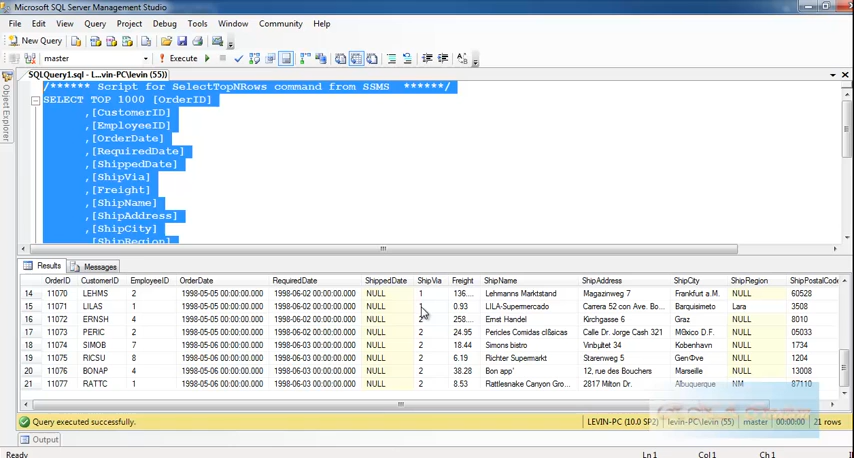 Microsoft SQL Server Management Studio
File Edit View Query Project Debug Tools Window Community Help
New Query
master Execute
SQLQuery1.sql - L...vin-PC\levin (55))
Object Explorer
/****** Script for SelectTopNRows command from SSMS ******/
SELECT TOP 1000 [OrderID]
,[CustomerID]
,[EmployeeID]
,[OrderDate]
,[RequiredDate]
,[ShippedDate]
,[ShipVia]
,[Freight]
,[ShipName]
,[ShipAddress]
,[ShipCity]
,[ShipRegion]
Results Messages
OrderID CustomerID EmployeeID OrderDate RequiredDate ShippedDate ShipVia Freight ShipName ShipAddress ShipCity ShipRegion ShipPostalCode
14 11070 LEHMS 2 1998-05-05 00:00:00.000 1998-06-02 00:00:00.000 NULL 1 136.... Lehmanns Marktstand Magazinweg 7 Frankfurt a.M. NULL 60528
15 11071 LILAS 1 1998-05-05 00:00:00.000 1998-06-02 00:00:00.000 NULL 1 0.93 LILA-Supermercado Carrera 52 con Ave. Bo... Barquisimeto Lara 3508
16 11072 ERNSH 4 1998-05-05 00:00:00.000 1998-06-02 00:00:00.000 NULL 2 258.... Ernst Handel Kirchgasse 6 Graz NULL 8010
17 11073 PERIC 2 1998-05-05 00:00:00.000 1998-06-02 00:00:00.000 NULL 2 24.95 Pericles Comidas clßsicas Calle Dr. Jorge Cash 321 NULL 05033
18 11074 SIMOB 7 1998-05-06 00:00:00.000 1998-06-03 00:00:00.000 NULL 2 18.44 Simons bistro Vinbµltet 34 Kobenhavn NULL 1734
19 11075 RICSU 8 1998-05-06 00:00:00.000 1998-06-03 00:00:00.000 NULL 2 6.19 Richter Supermarkt Starenweg 5 GenΦve NULL 1204
20 11076 BONAP 4 1998-05-06 00:00:00.000 1998-06-03 00:00:00.000 NULL 2 38.28 Bon app' 12, rue des Bouchers Marseille NULL 13008
21 11077 RATTC 1 1998-05-06 00:00:00.000 1998-06-03 00:00:00.000 NULL 2 8.53 Rattlesnake Canyon Gro... 2817 Milton Dr. Albuquerque NM 87110
Query executed successfully. LEVIN-PC (10.0 SP2) levin-PC\levin (55) master 00:00:00 21 rows
Output
Ready Ln 1 Col 1 Ch 1